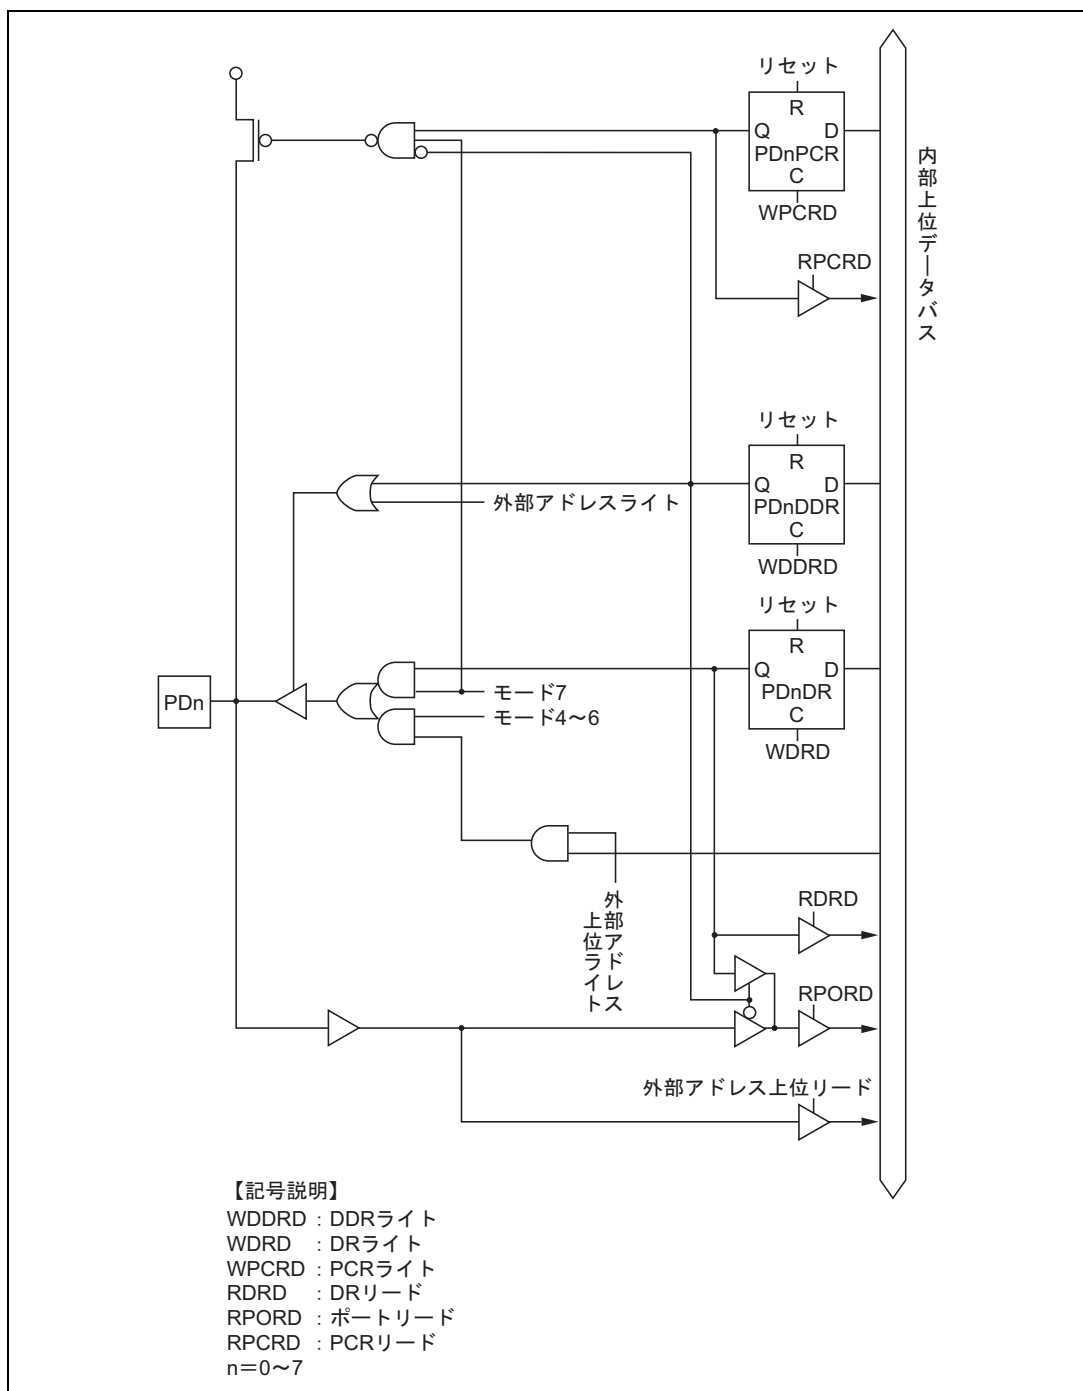 リセット
R
Q D
PDnPCR
C
WPCRD
内部上位データバス
RPCRD
リセット
R
Q D
PDnDDR
C
WDDRD
外部アドレスライト
リセット
R
Q D
PDnDR
C
WDRD
PDn
モード7
モード4～6
外部アドレス
上位ライト
RDRD
RPORD
外部アドレス上位リード
【記号説明】
WDDRD : DDRライト
WDRD : DRライト
WPCRD : PCRライト
RDRD : DRリード
RPORD : ポートリード
RPCRD : PCRリード
n＝0～7